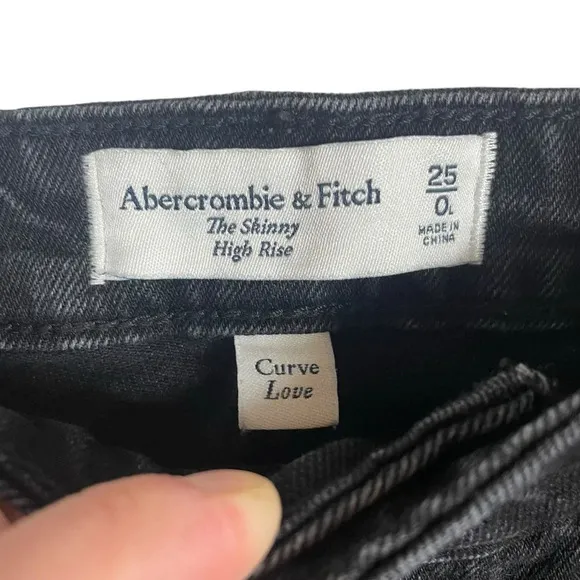 Abercrombie & Fitch
The Skinny
High Rise
25
0L
MADE IN
CHINA
Curve
Love